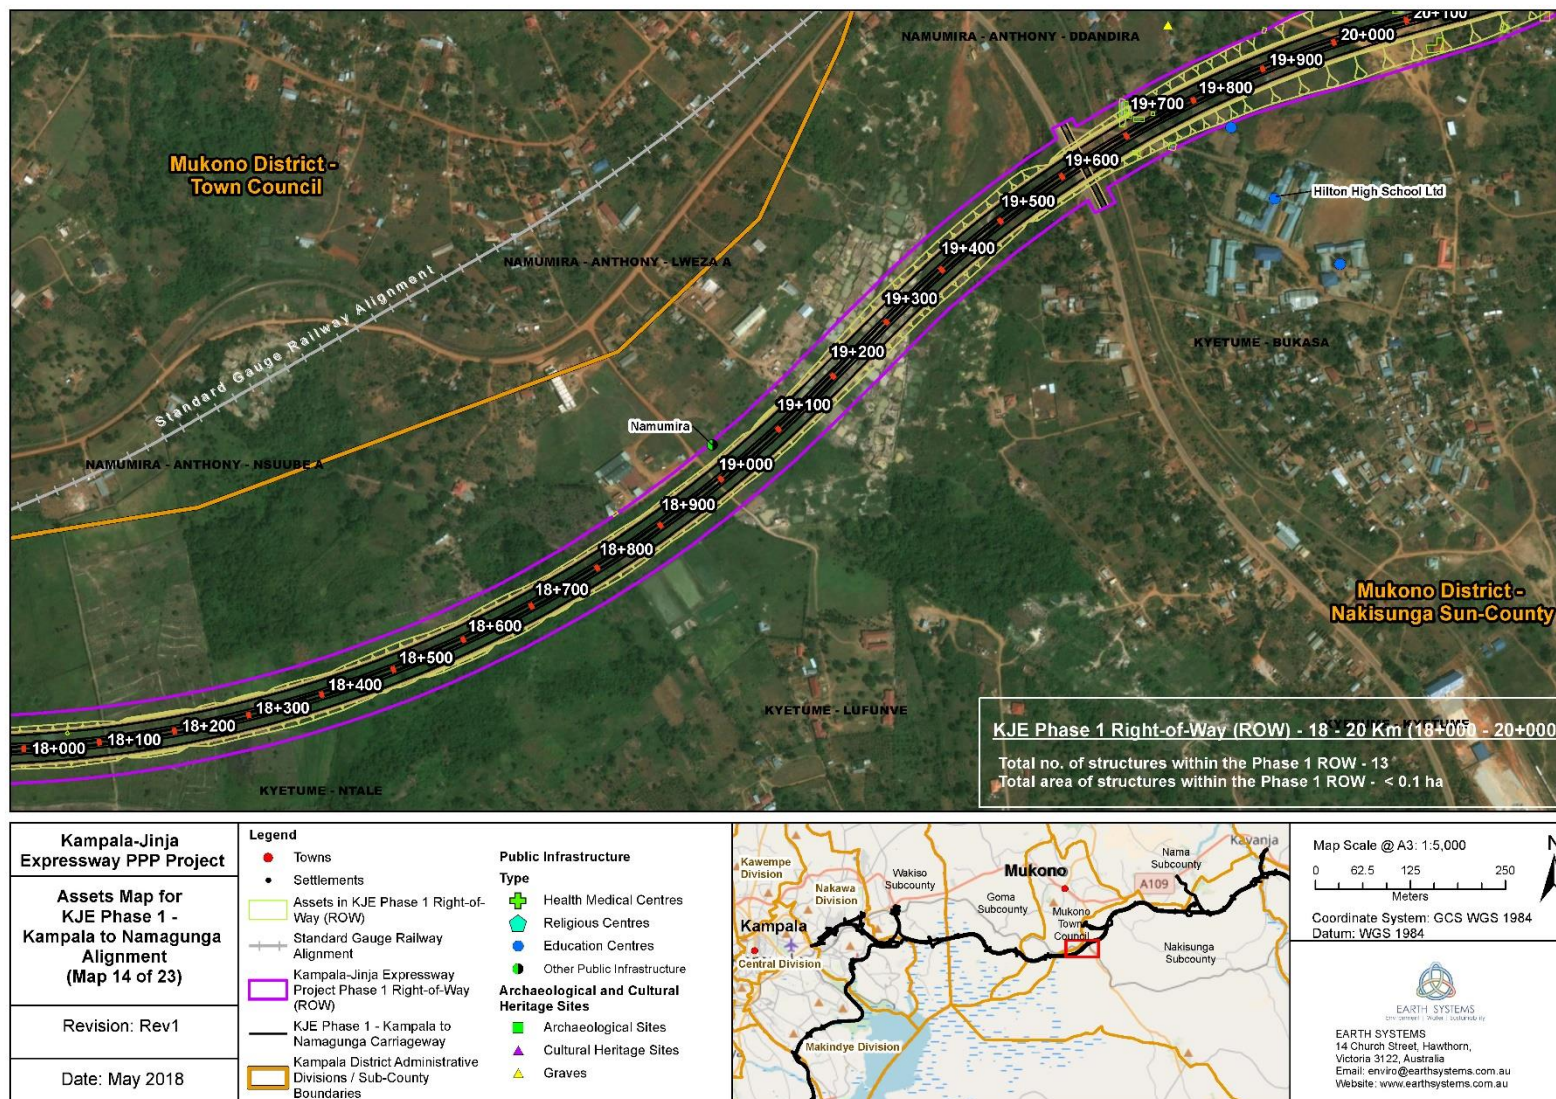 NAMUMIRA - ANTHONY - DDANDIRA
20+100
20+000
19+900
19+800
19+700
19+600
19+500
19+400
19+300
19+200
19+100
19+000
18+900
18+800
18+700
18+600
18+500
18+400
18+300
18+200
18+100
18+000
Mukono District -
Town Council
Hilton High School Ltd
NAMUMIRA - ANTHONY - LWEZA A
Standard Gauge Railway Alignment
KYETUME - BUKASA
Namumira
NAMUMIRA - ANTHONY - NSUUBE A
Mukono District -
Nakisunga Sun-County
KYETUME - LUFUNVE
KYETUME - KYETUME
KYETUME - NTALE
KJE Phase 1 Right-of-Way (ROW) - 18 - 20 Km (18+000 - 20+000
Total no. of structures within the Phase 1 ROW - 13
Total area of structures within the Phase 1 ROW - < 0.1 ha
Kampala-Jinja
Expressway PPP Project
Assets Map for
KJE Phase 1 -
Kampala to Namagunga
Alignment
(Map 14 of 23)
Revision: Rev1
Date: May 2018
Legend
Towns
Settlements
Assets in KJE Phase 1 Right-of-
Way (ROW)
Standard Gauge Railway
Alignment
Kampala-Jinja Expressway
Project Phase 1 Right-of-Way
(ROW)
KJE Phase 1 - Kampala to
Namagunga Carriageway
Kampala District Administrative
Divisions / Sub-County
Boundaries
Public Infrastructure
Type
Health Medical Centres
Religious Centres
Education Centres
Other Public Infrastructure
Archaeological and Cultural
Heritage Sites
Archaeological Sites
Cultural Heritage Sites
Graves
Kawempe
Division
Nakawa
Division
Wakiso
Subcounty
Mukono
Goma
Subcounty
Nama
Subcounty
Kavanja
A109
Kampala
Mukono
Town
Council
Central Division
Nakisunga
Subcounty
Makindye Division
Map Scale @ A3: 1:5,000
N
0 62.5 125 250
Meters
Coordinate System: GCS WGS 1984
Datum: WGS 1984
EARTH SYSTEMS
Environment | Water | Sustainability
EARTH SYSTEMS
14 Church Street, Hawthorn,
Victoria 3122, Australia
Email: enviro@earthsystems.com.au
Website: www.earthsystems.com.au